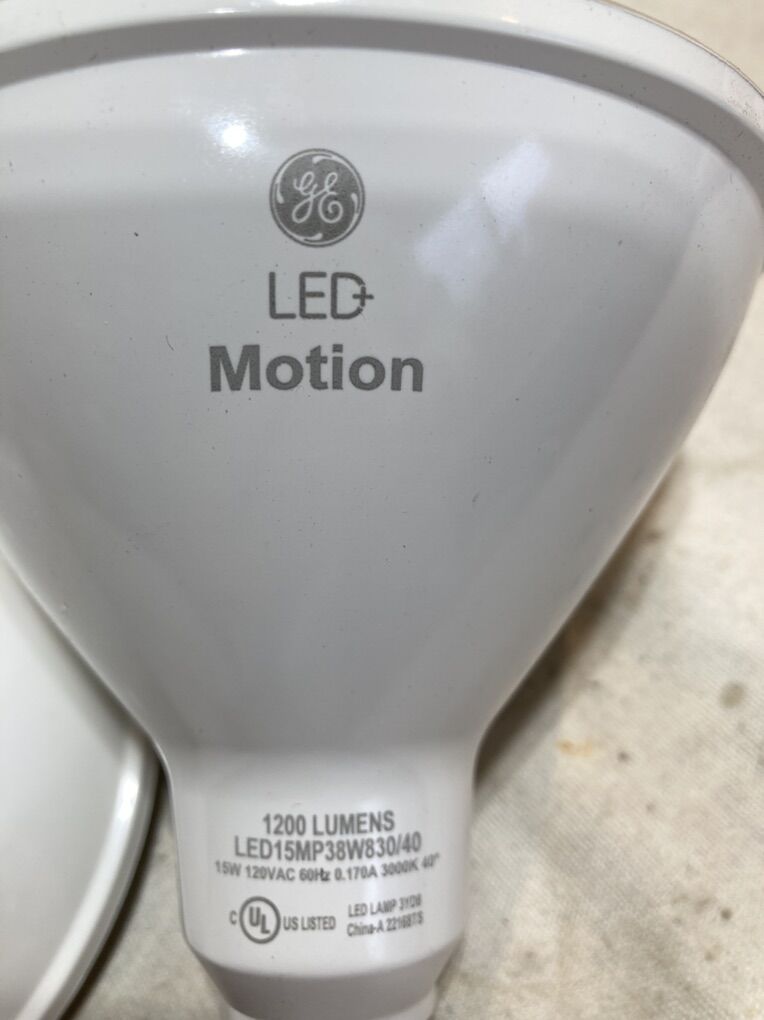 GE
LED+
Motion
1200 LUMENS
LED15MP38W830/40
15W 120VAC 60Hz 0.170A 3000K 40°
C UL US LISTED
LED LAMP
China-A